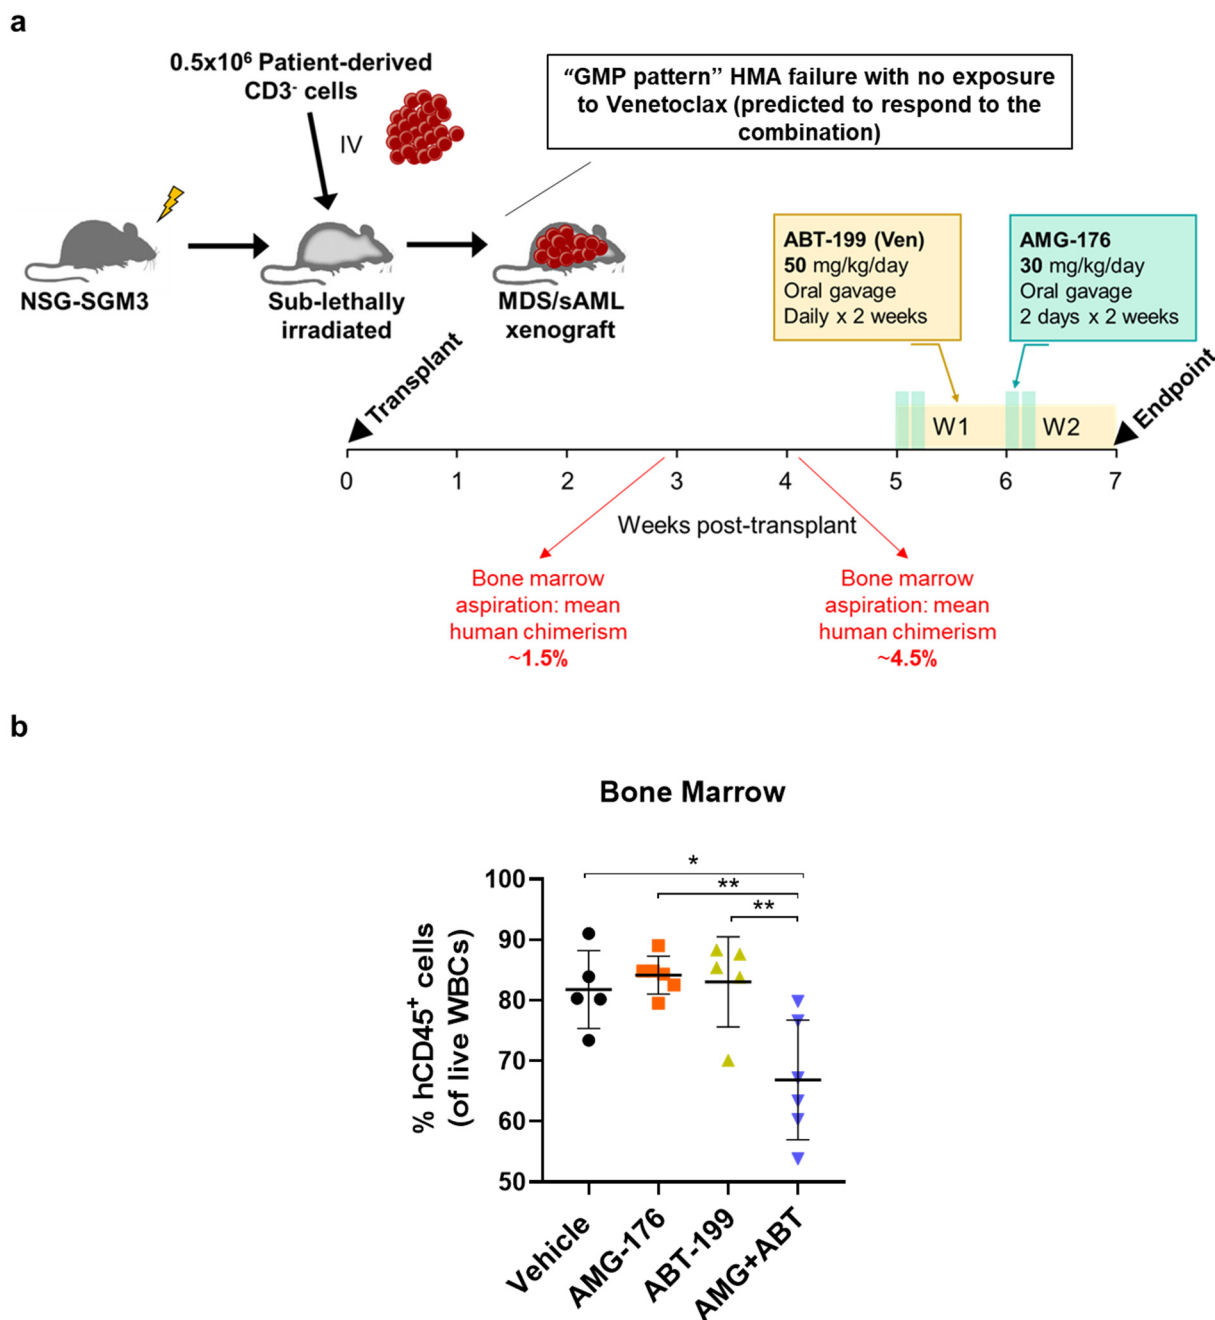 a
0.5x10⁶ Patient-derived
CD3⁻ cells
IV
“GMP pattern” HMA failure with no exposure
to Venetoclax (predicted to respond to the
combination)
NSG-SGM3
Sub-lethally
irradiated
MDS/sAML
xenograft
ABT-199 (Ven)
50 mg/kg/day
Oral gavage
Daily x 2 weeks
AMG-176
30 mg/kg/day
Oral gavage
2 days x 2 weeks
Transplant
Endpoint
W1
W2
0 1 2 3 4 5 6 7
Weeks post-transplant
Bone marrow
aspiration: mean
human chimerism
~1.5%
Bone marrow
aspiration: mean
human chimerism
~4.5%
b
Bone Marrow
*
**
**
% hCD45⁺ cells
(of live WBCs)
100
90
80
70
60
50
Vehicle
AMG-176
ABT-199
AMG+ABT